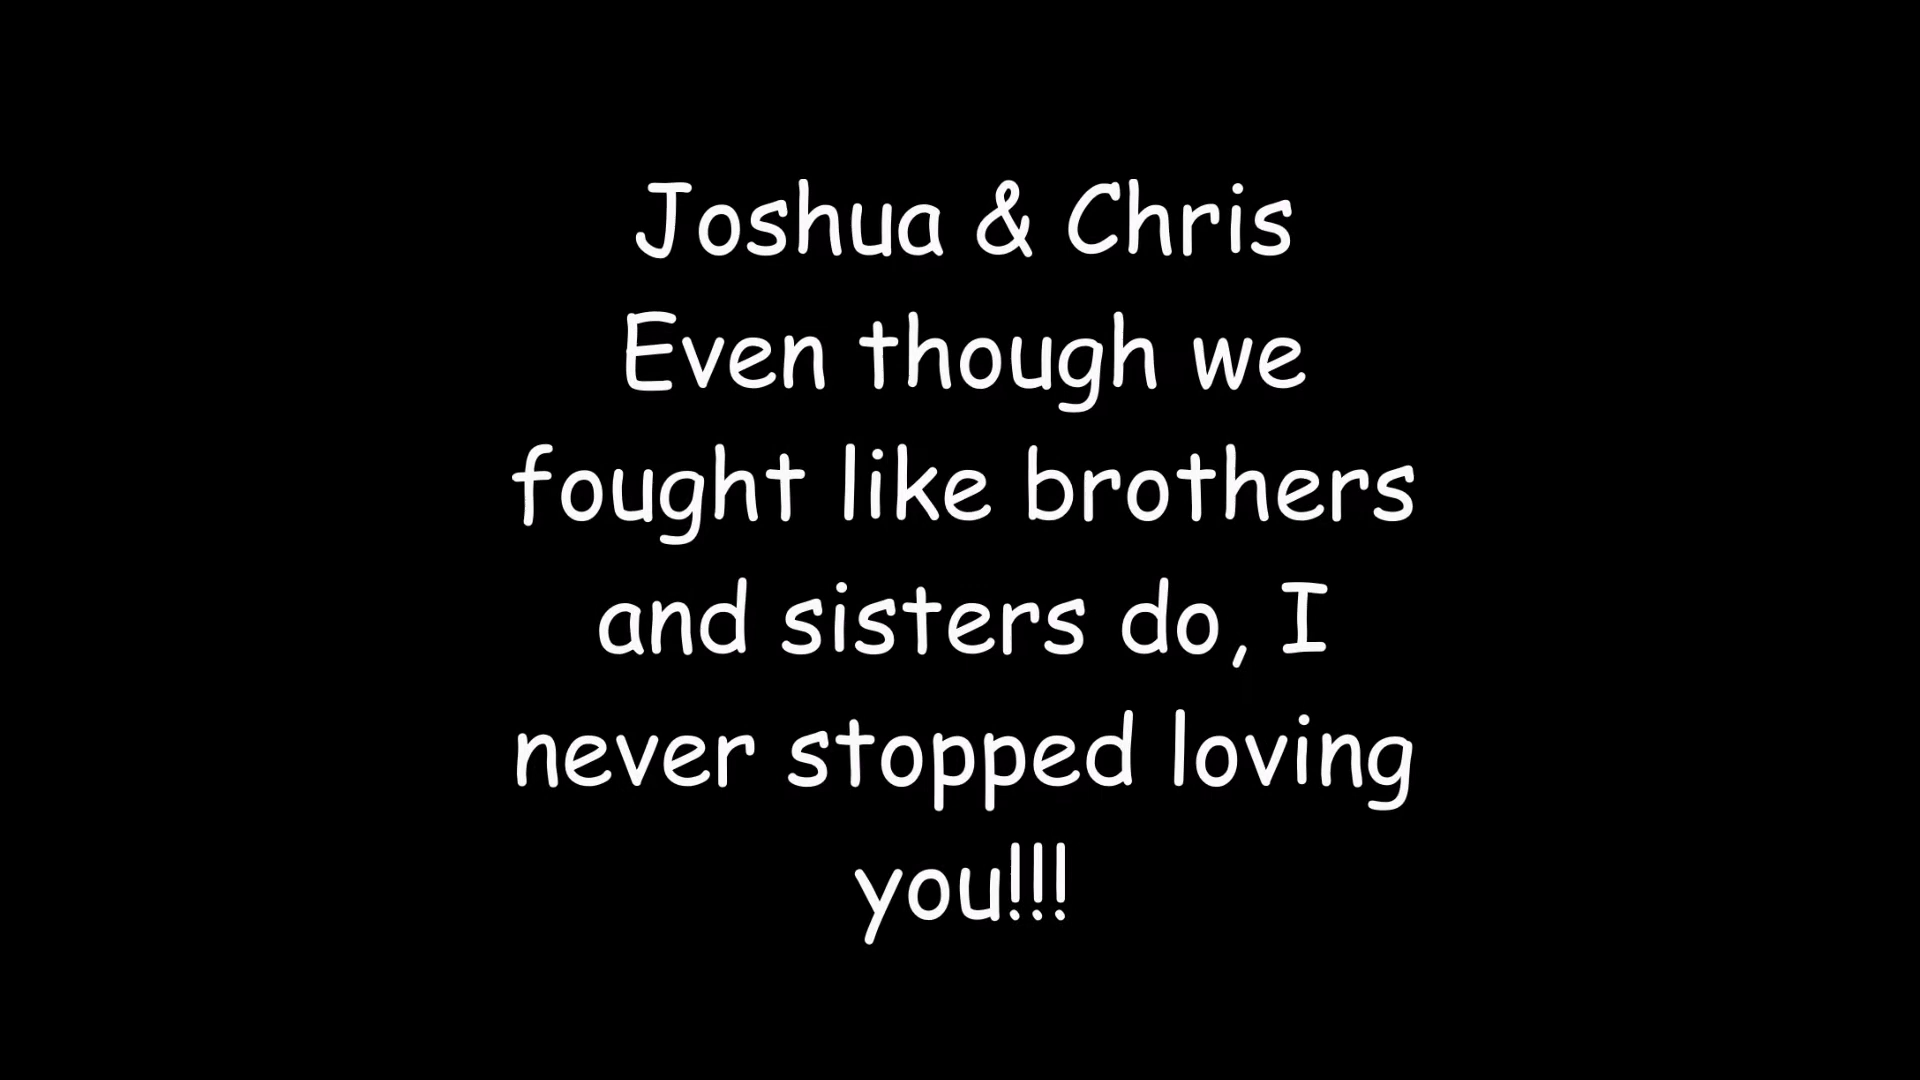 Joshua & Chris
Even though we
fought like brothers
and sisters do, I
never stopped loving
you!!!